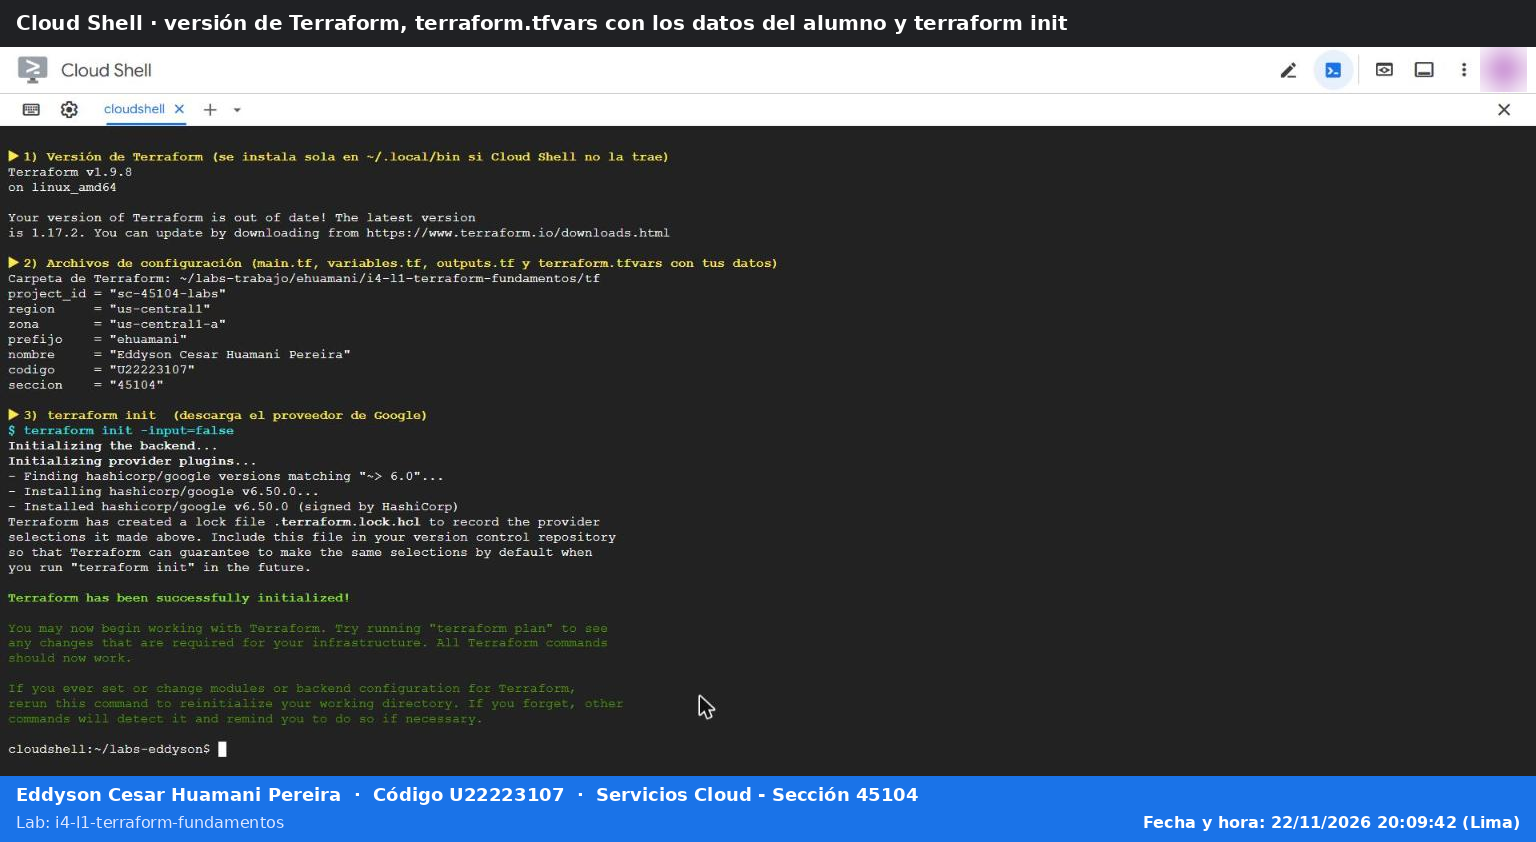 Cloud Shell · versión de Terraform, terraform.tfvars con los datos del alumno y terraform init
Cloud Shell
cloudshell
▶ 1) Versión de Terraform (se instala sola en ~/.local/bin si Cloud Shell no la trae)
Terraform v1.9.8
on linux_amd64
Your version of Terraform is out of date! The latest version
is 1.17.2. You can update by downloading from https://www.terraform.io/downloads.html
▶ 2) Archivos de configuración (main.tf, variables.tf, outputs.tf y terraform.tfvars con tus datos)
Carpeta de Terraform: ~/labs-trabajo/ehuamani/i4-l1-terraform-fundamentos/tf
project_id = "sc-45104-labs"
region     = "us-central1"
zona       = "us-central1-a"
prefijo    = "ehuamani"
nombre     = "Eddyson Cesar Huamani Pereira"
codigo     = "U22223107"
seccion    = "45104"
▶ 3) terraform init  (descarga el proveedor de Google)
$ terraform init -input=false
Initializing the backend...
Initializing provider plugins...
- Finding hashicorp/google versions matching "~> 6.0"...
- Installing hashicorp/google v6.50.0...
- Installed hashicorp/google v6.50.0 (signed by HashiCorp)
Terraform has created a lock file .terraform.lock.hcl to record the provider
selections it made above. Include this file in your version control repository
so that Terraform can guarantee to make the same selections by default when
you run "terraform init" in the future.
Terraform has been successfully initialized!
You may now begin working with Terraform. Try running "terraform plan" to see
any changes that are required for your infrastructure. All Terraform commands
should now work.
If you ever set or change modules or backend configuration for Terraform,
rerun this command to reinitialize your working directory. If you forget, other
commands will detect it and remind you to do so if necessary.
cloudshell:~/labs-eddyson$
Eddyson Cesar Huamani Pereira · Código U22223107 · Servicios Cloud - Sección 45104
Lab: i4-l1-terraform-fundamentos
Fecha y hora: 22/11/2026 20:09:42 (Lima)